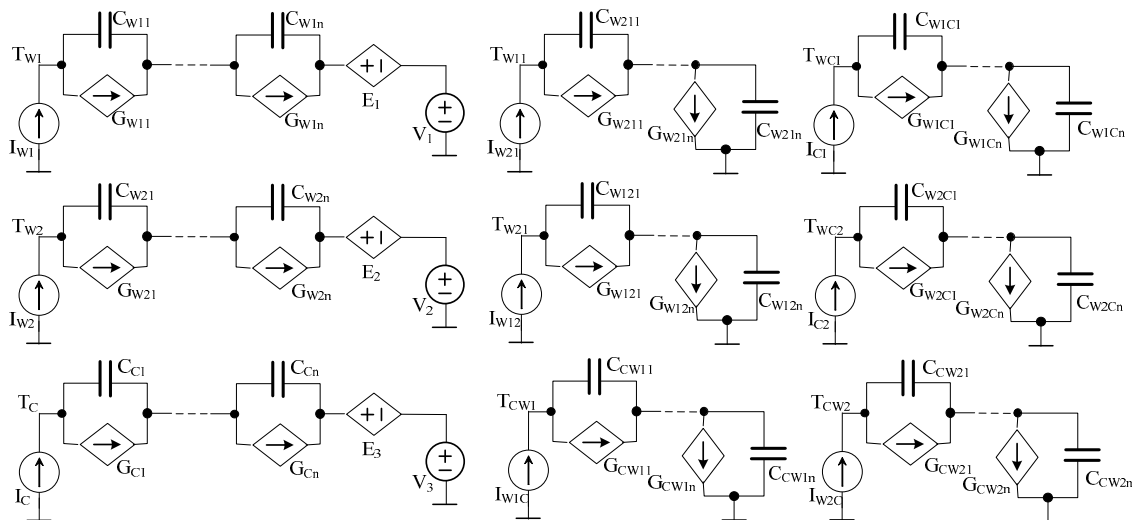 C_W11 C_W1n C_W211 C_W1C1
T_W1 T_W11 T_WC1
G_W11 G_W1n E_1 V_1 G_W211 G_W21n C_W21n G_W1C1 G_W1Cn C_W1Cn
I_W1 I_W21 I_C1
C_W21 C_W2n C_W121 C_W2C1
T_W2 T_W21 T_WC2
G_W21 G_W2n E_2 V_2 G_W121 G_W12n C_W12n G_W2C1 G_W2Cn C_W2Cn
I_W2 I_W12 I_C2
C_C1 C_Cn C_CW11 C_CW21
T_C T_CW1 T_CW2
G_C1 G_Cn E_3 V_3 G_CW11 G_CW1n C_CW1n G_CW21 G_CW2n C_CW2n
I_C I_W1C I_W2C